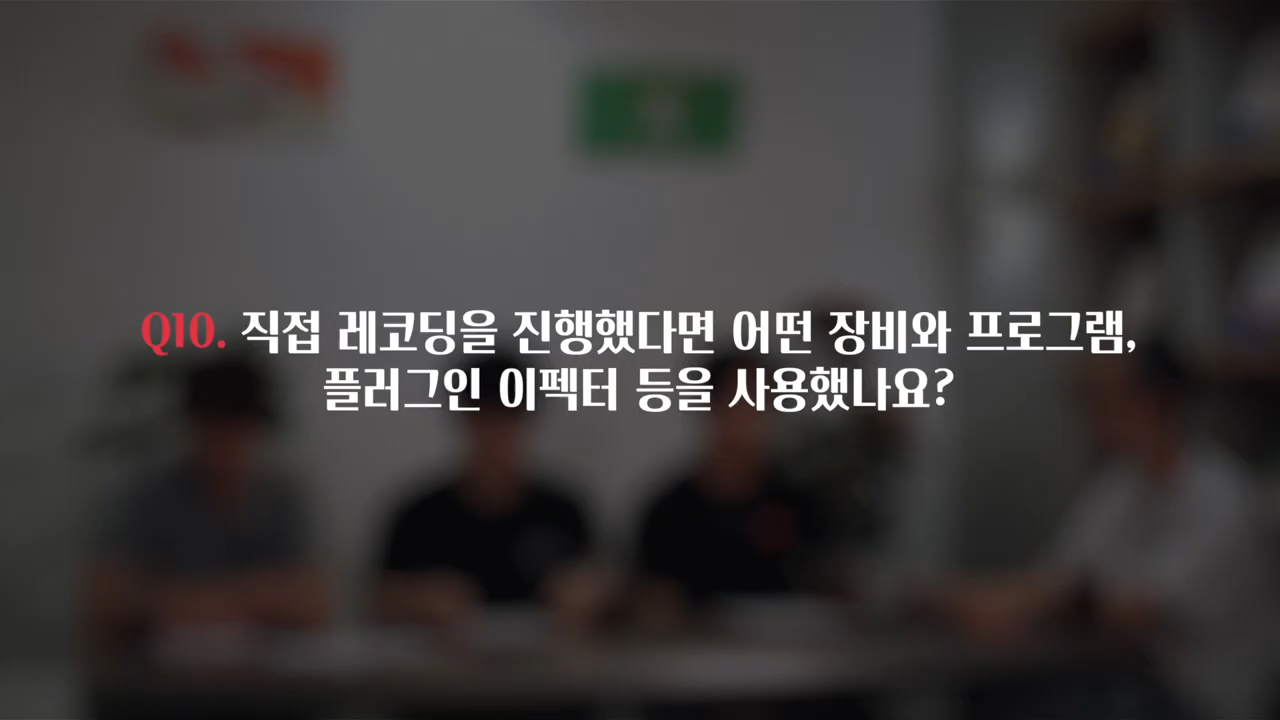 Q10. 직접 레코딩을 진행했다면 어떤 장비와 프로그램,
플러그인 이펙터 등을 사용했나요?